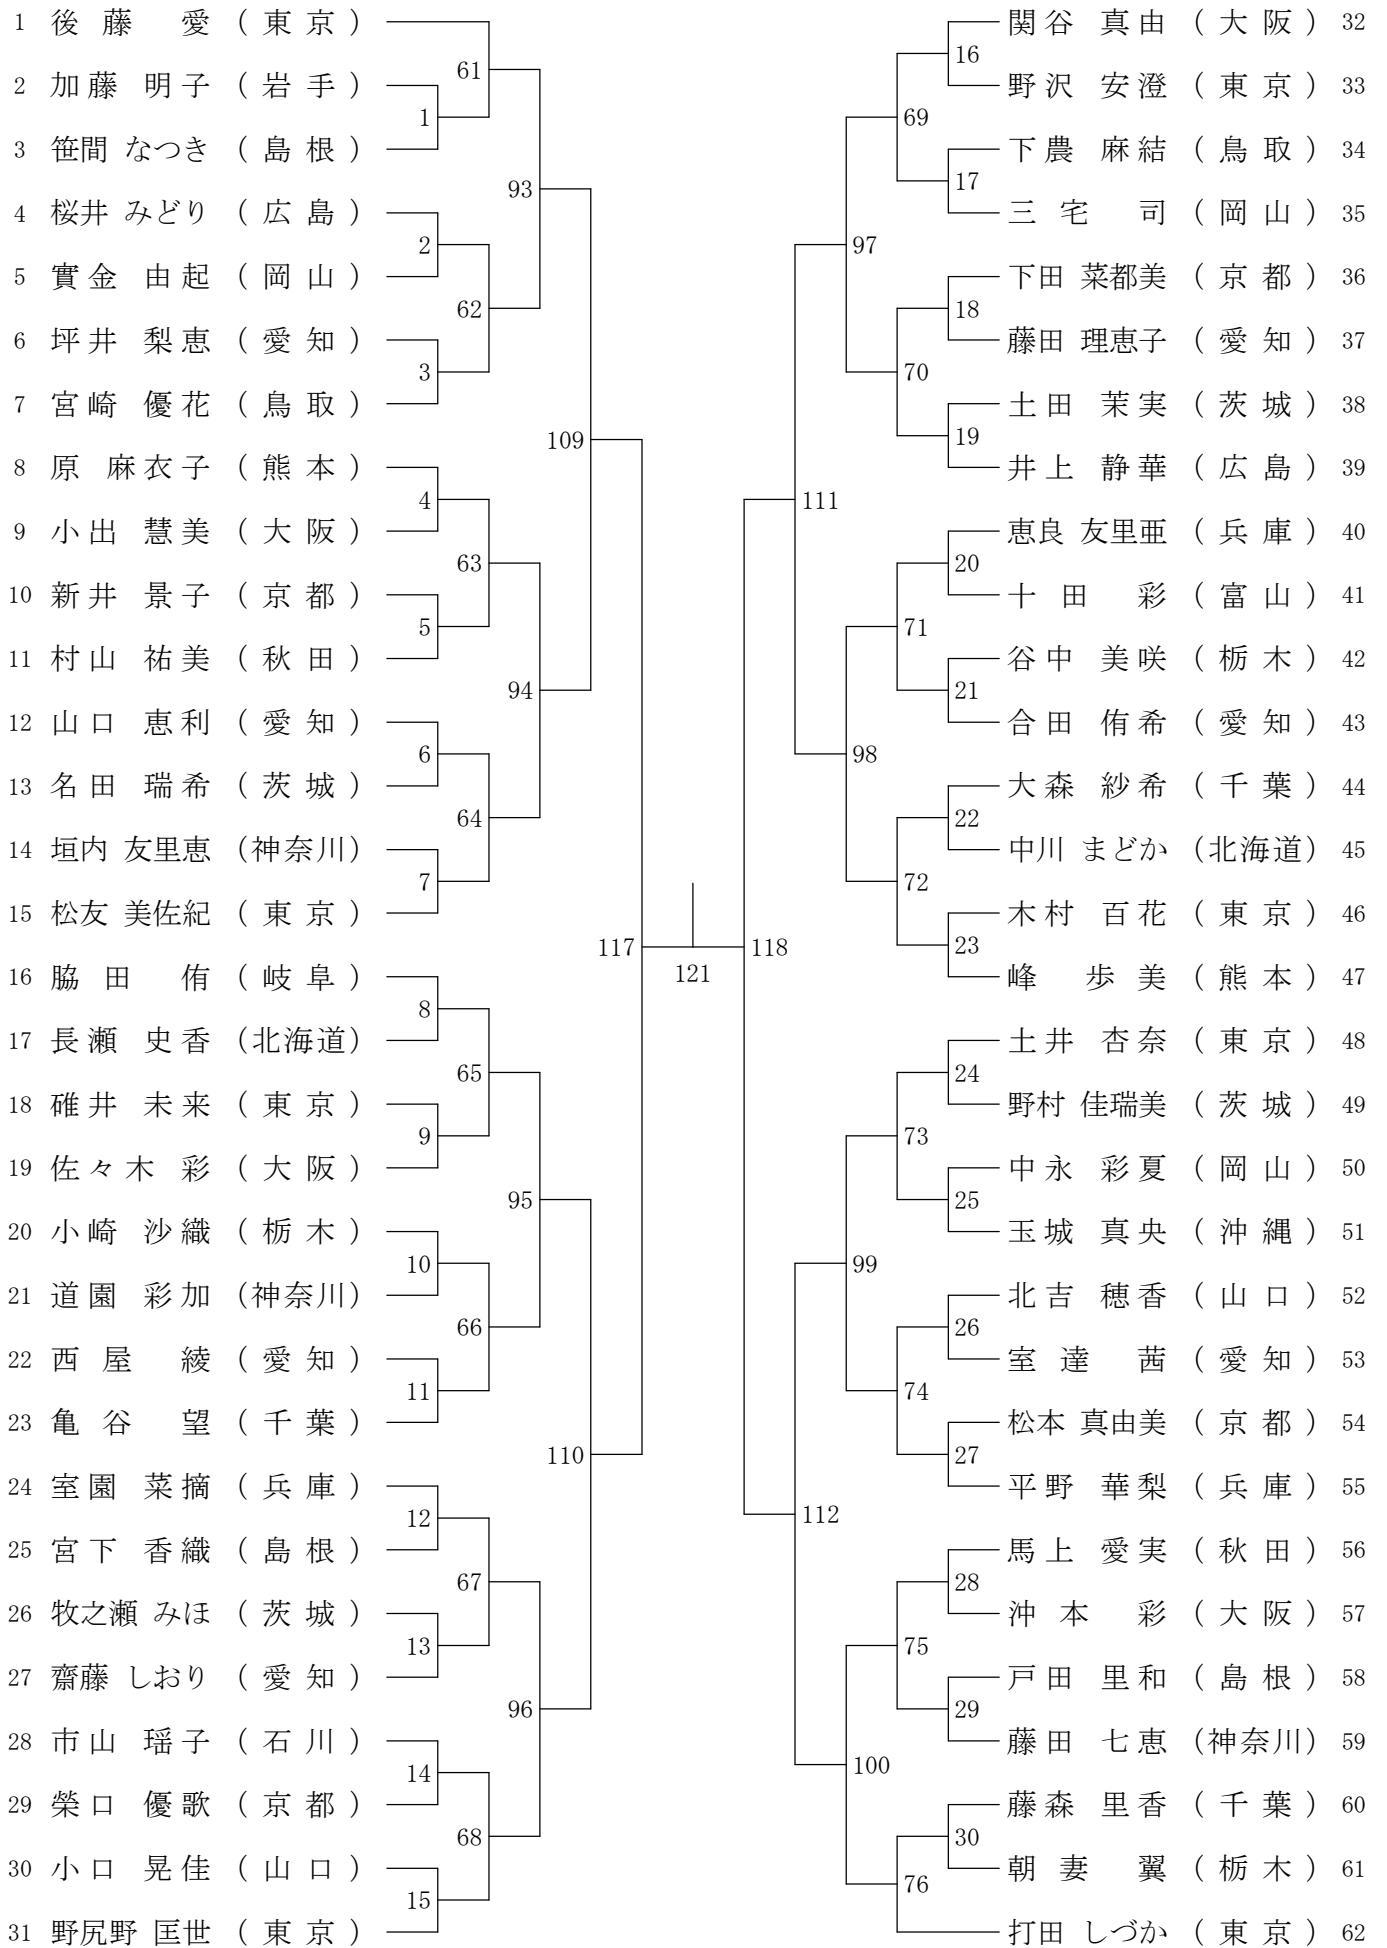 1 後藤 愛 (東京)
2 加藤 明子 (岩手)
3 笹間 なつき (島根)
4 桜井 みどり (広島)
5 實金 由起 (岡山)
6 坪井 梨恵 (愛知)
7 宮崎 優花 (鳥取)
8 原 麻衣子 (熊本)
9 小出 慧美 (大阪)
10 新井 景子 (京都)
11 村山 祐美 (秋田)
12 山口 恵利 (愛知)
13 名田 瑞希 (茨城)
14 垣内 友里恵 (神奈川)
15 松友 美佐紀 (東京)
16 脇田 侑 (岐阜)
17 長瀬 史香 (北海道)
18 碓井 未来 (東京)
19 佐々木 彩 (大阪)
20 小崎 沙織 (栃木)
21 道園 彩加 (神奈川)
22 西屋 綾 (愛知)
23 亀谷 望 (千葉)
24 室園 菜摘 (兵庫)
25 宮下 香織 (島根)
26 牧之瀬 みほ (茨城)
27 齋藤 しおり (愛知)
28 市山 瑶子 (石川)
29 榮口 優歌 (京都)
30 小口 晃佳 (山口)
31 野尻野 匡世 (東京)
1
2
3
4
5
6
7
8
9
10
11
12
13
14
15
61
62
63
64
65
66
67
68
93
94
95
96
109
110
117
121
118
111
112
97
98
99
100
69
70
71
72
73
74
75
76
16
17
18
19
20
21
22
23
24
25
26
27
28
29
30
関谷 真由 (大阪) 32
野沢 安澄 (東京) 33
下農 麻結 (鳥取) 34
三宅 司 (岡山) 35
下田 菜都美 (京都) 36
藤田 理恵子 (愛知) 37
土田 茉実 (茨城) 38
井上 静華 (広島) 39
恵良 友里亜 (兵庫) 40
十田 彩 (富山) 41
谷中 美咲 (栃木) 42
合田 侑希 (愛知) 43
大森 紗希 (千葉) 44
中川 まどか (北海道) 45
木村 百花 (東京) 46
峰 歩美 (熊本) 47
土井 杏奈 (東京) 48
野村 佳瑞美 (茨城) 49
中永 彩夏 (岡山) 50
玉城 真央 (沖縄) 51
北吉 穂香 (山口) 52
室達 茜 (愛知) 53
松本 真由美 (京都) 54
平野 華梨 (兵庫) 55
馬上 愛実 (秋田) 56
沖本 彩 (大阪) 57
戸田 里和 (島根) 58
藤田 七恵 (神奈川) 59
藤森 里香 (千葉) 60
朝妻 翼 (栃木) 61
打田 しづか (東京) 62